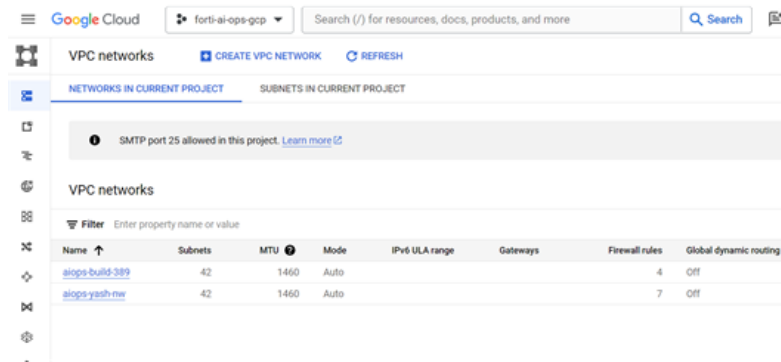 Google Cloud
forti-ai-ops-gcp
Search (/) for resources, docs, products, and more
Search
VPC networks
CREATE VPC NETWORK
REFRESH
NETWORKS IN CURRENT PROJECT
SUBNETS IN CURRENT PROJECT
SMTP port 25 allowed in this project. Learn more
VPC networks
Filter Enter property name or value
Name Subnets MTU Mode IPv6 ULA range Gateways Firewall rules Global dynamic routing
aiops-build-389 42 1460 Auto 4 Off
aiops-yash-nw 42 1460 Auto 7 Off